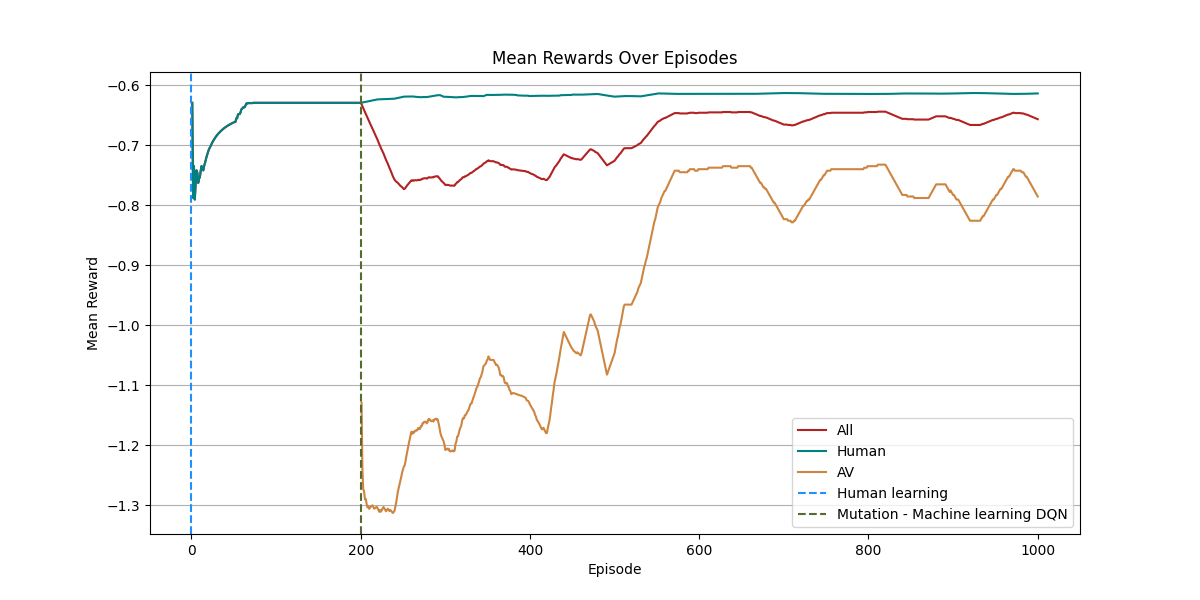 Mean Rewards Over Episodes
Mean Reward
−0.6
−0.7
−0.8
−0.9
−1.0
−1.1
−1.2
−1.3
All
Human
AV
Human learning
Mutation - Machine learning DQN
0 200 400 600 800 1000
Episode